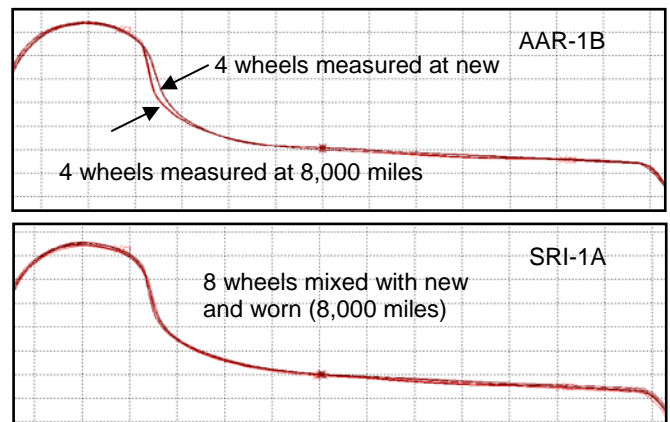 AAR-1B
4 wheels measured at new
4 wheels measured at 8,000 miles
SRI-1A
8 wheels mixed with new
and worn (8,000 miles)